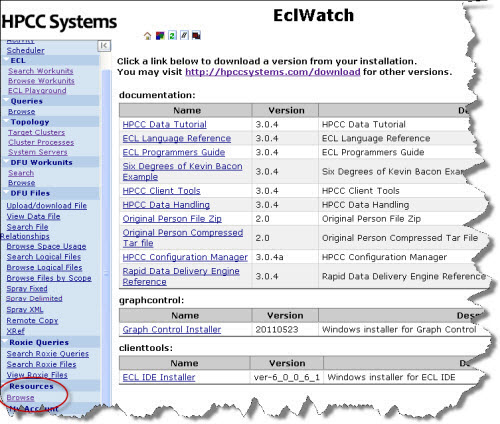 HPCC Systems
EclWatch
Activity
Scheduler
ECL
Search Workunits
Browse Workunits
ECL Playground
Queries
Browse
Topology
Target Clusters
Cluster Processes
System Servers
DFU Workunits
Search
Browse
DFU Files
Upload/download File
View Data File
Search File
Relationships
Browse Space Usage
Search Logical Files
Browse Logical Files
Browse Files by Scope
Spray Fixed
Spray Delimited
Spray XML
Remote Copy
XRef
Roxie Queries
Search Roxie Queries
Search Roxie Files
View Roxie Files
Resources
Browse
My Account
Click a link below to download a version from your installation.
You may visit http://hpccsystems.com/download for other versions.
documentation:
Name Version
HPCC Data Tutorial 3.0.4 HPCC Data Tutorial
ECL Language Reference 3.0.4 ECL Language Reference
ECL Programmers Guide 3.0.4 ECL Programmers Guide
Six Degrees of Kevin Bacon
Example 3.0.4 Six Degrees of Kevin Bacon Exam
HPCC Client Tools 3.0.4 HPCC Client Tools
HPCC Data Handling 3.0.4 HPCC Data Handling
Original Person File Zip 2.0 Original Person File Zip
Original Person Compressed
Tar file 2.0 Original Person Compressed Tar File
HPCC Configuration Manager 3.0.4a HPCC Configuration Manager
Rapid Data Delivery Engine
Reference 3.0.4 Rapid Data Delivery Engine Reference
graphcontrol:
Name Version
Graph Control Installer 20110523 Windows installer for Graph Control
clienttools:
Name Version
ECL IDE Installer ver-6_0_0_6_1 Windows installer for ECL IDE